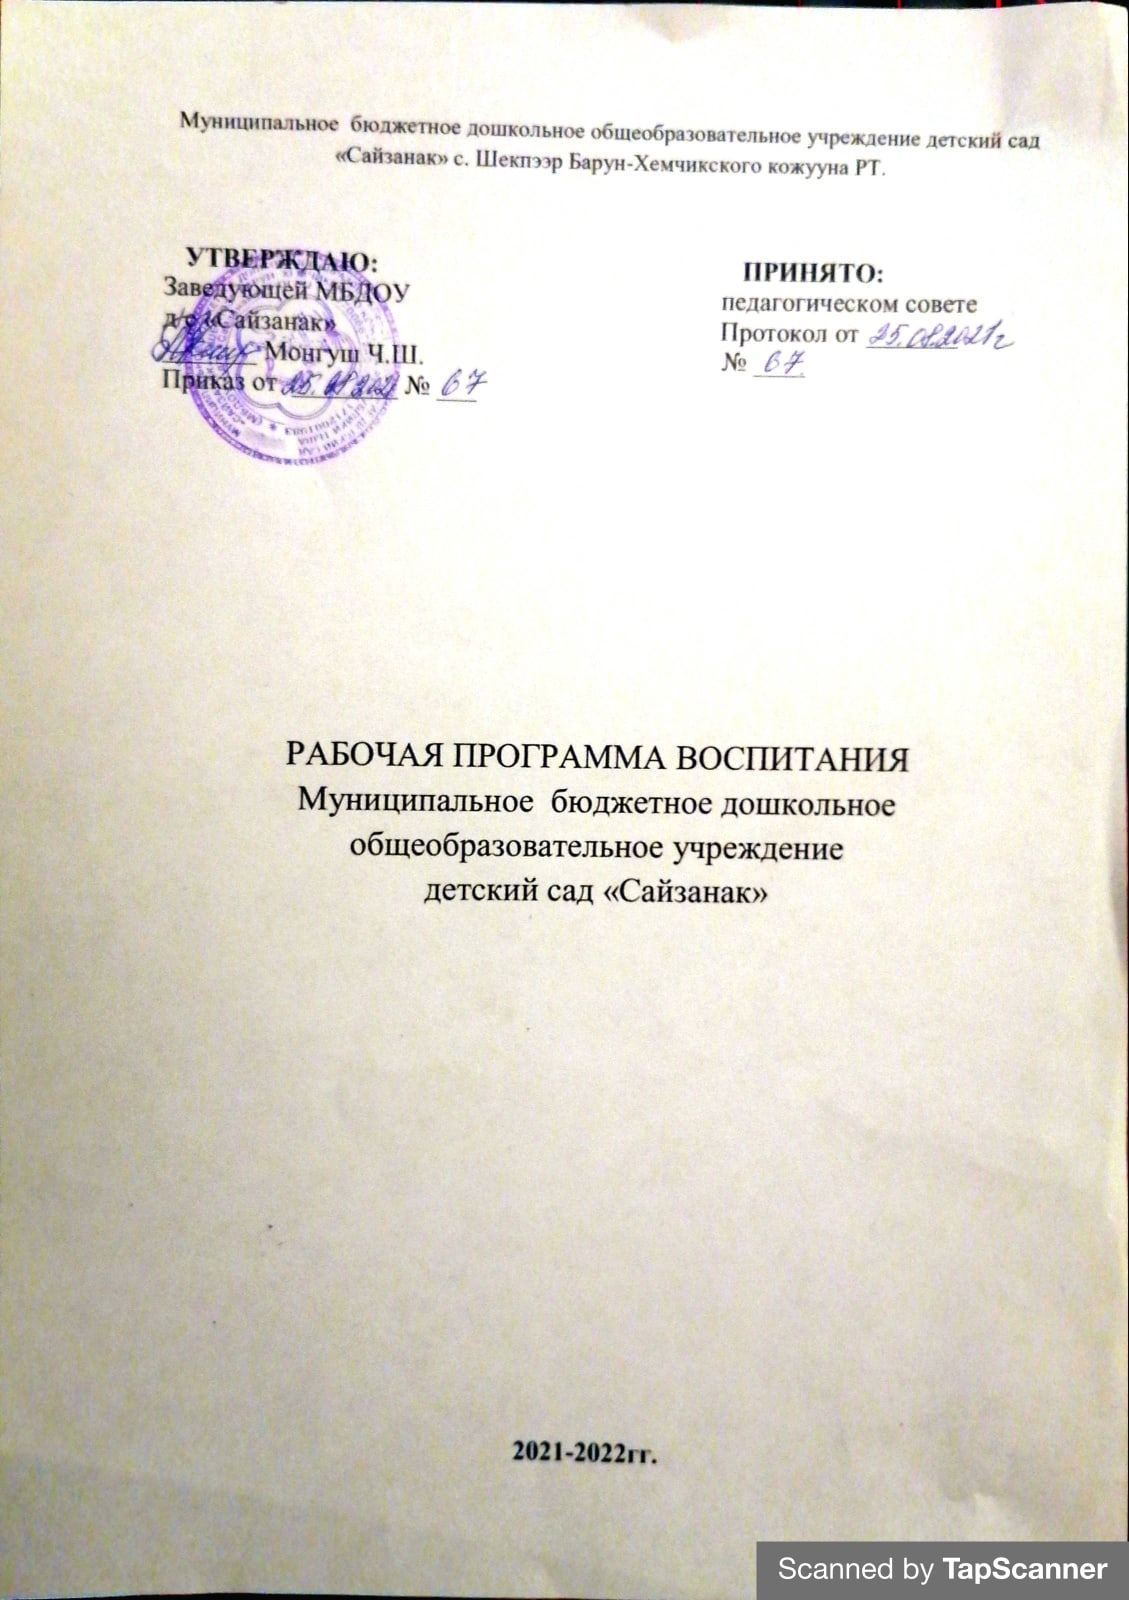 Муниципальное бюджетное дошкольное общеобразовательное учреждение детский сад
«Сайзанак» с. Шекпээр Барун-Хемчикского кожууна РТ.
УТВЕРЖДАЮ:
Заведующей МБДОУ
д/с «Сайзанак»
Монгуш Ч.Ш.
Приказ от 25.08.2021 № 67
ПРИНЯТО:
педагогическом совете
Протокол от 25.08.2021г
№ 67.
РАБОЧАЯ ПРОГРАММА ВОСПИТАНИЯ
Муниципальное бюджетное дошкольное
общеобразовательное учреждение
детский сад «Сайзанак»
2021-2022гг.
Scanned by TapScanner